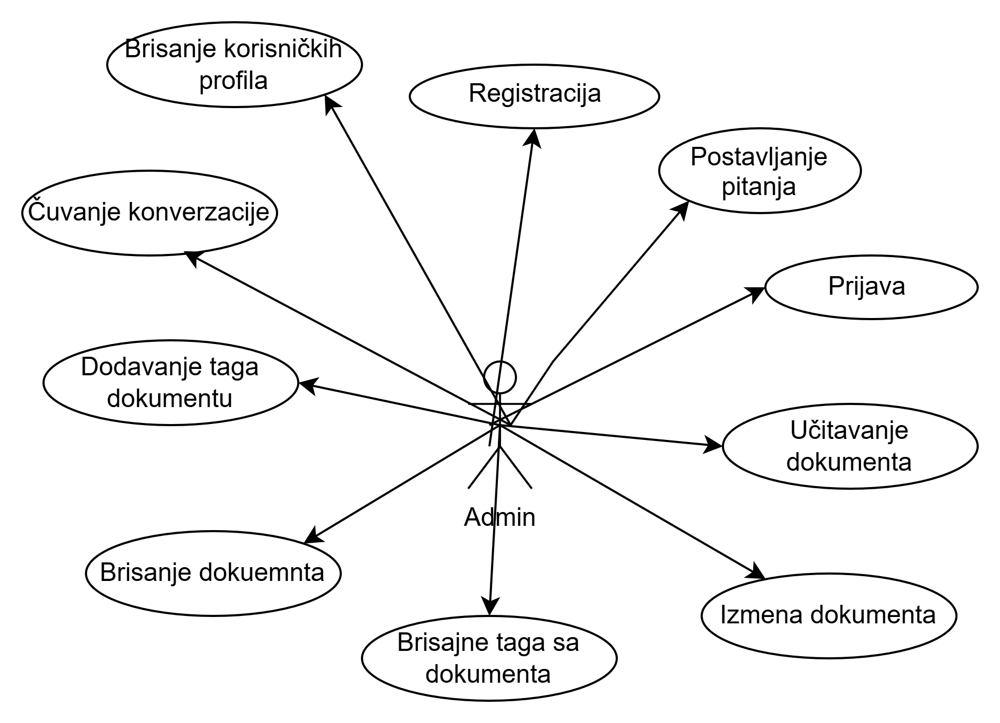 Brisanje korisničkih
profila
Registracija
Postavljanje
pitanja
Čuvanje konverzacije
Prijava
Dodavanje taga
dokumentu
Učitavanje
dokumenta
Admin
Brisanje dokuemnta
Izmena dokumenta
Brisajne taga sa
dokumenta